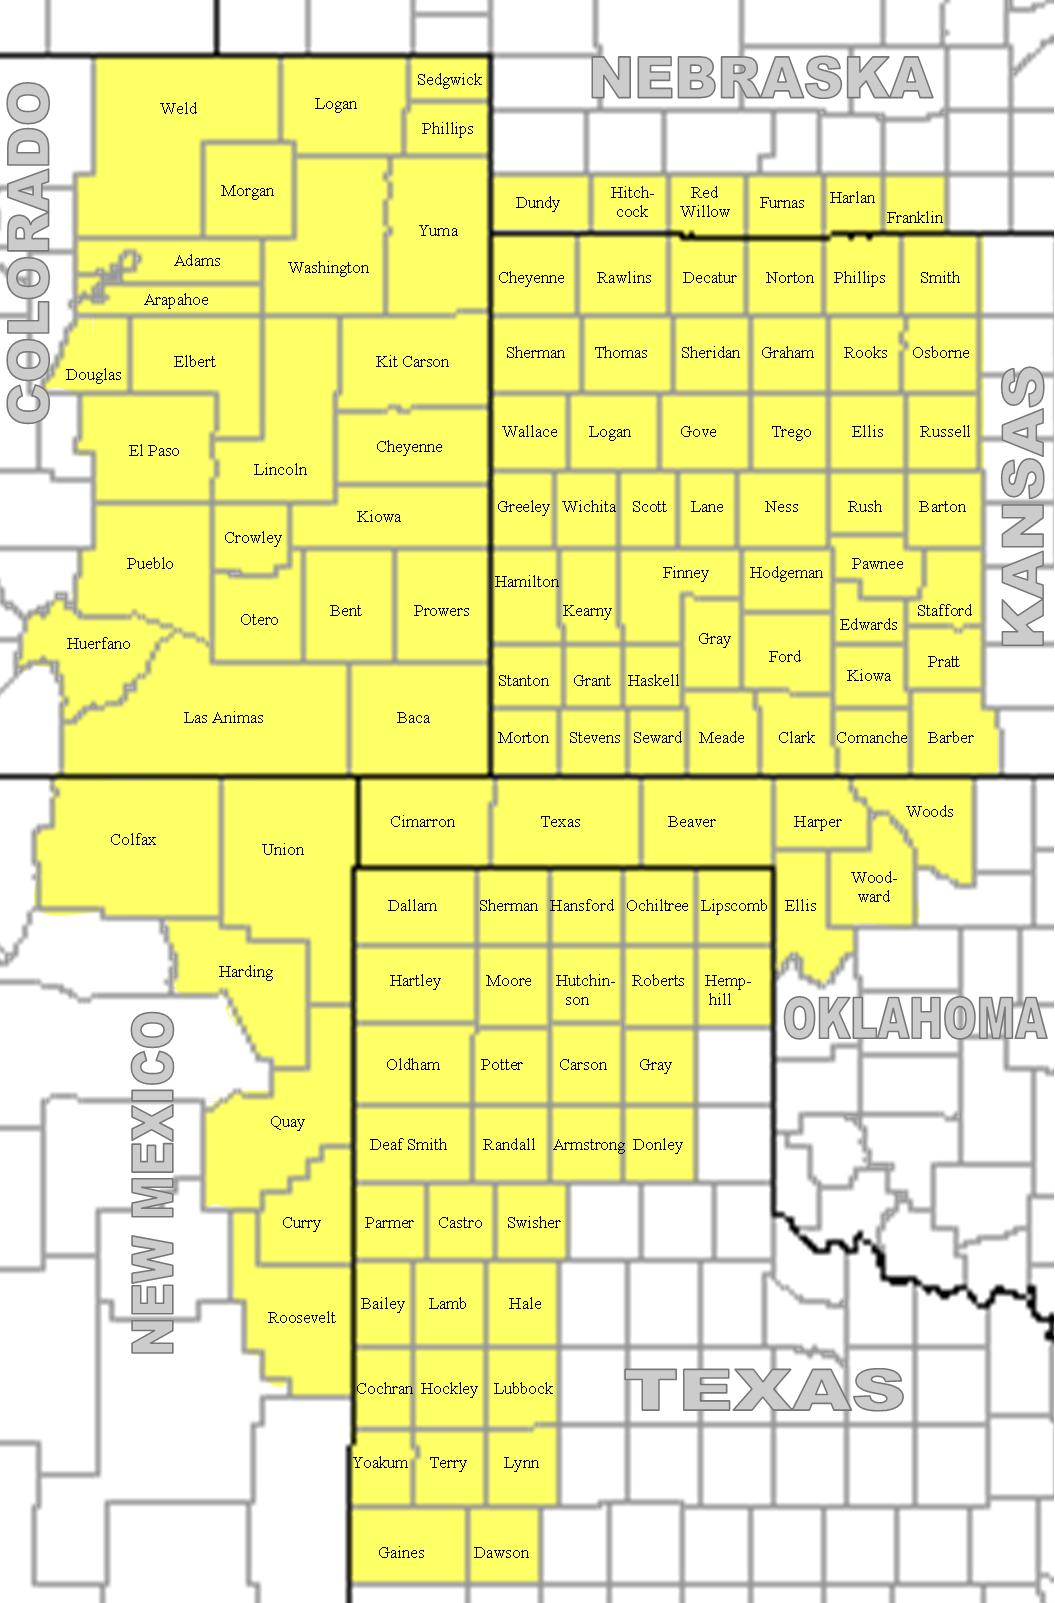 NEBRASKA
COLORADO
KANSAS
NEW MEXICO
OKLAHOMA
TEXAS
Sedgwick
Weld
Logan
Phillips
Morgan
Yuma
Adams
Washington
Arapahoe
Douglas
Elbert
Kit Carson
El Paso
Lincoln
Cheyenne
Kiowa
Crowley
Pueblo
Otero
Bent
Prowers
Huerfano
Las Animas
Baca
Dundy
Hitch-
cock
Red
Willow
Furnas
Harlan
Franklin
Cheyenne
Rawlins
Decatur
Norton
Phillips
Smith
Sherman
Thomas
Sheridan
Graham
Rooks
Osborne
Wallace
Logan
Gove
Trego
Ellis
Russell
Greeley
Wichita
Scott
Lane
Ness
Rush
Barton
Hamilton
Kearny
Finney
Hodgeman
Pawnee
Stafford
Edwards
Gray
Ford
Pratt
Kiowa
Stanton
Grant
Haskell
Morton
Stevens
Seward
Meade
Clark
Comanche
Barber
Colfax
Union
Harding
Quay
Curry
Roosevelt
Cimarron
Texas
Beaver
Harper
Woods
Wood-
ward
Ellis
Dallam
Sherman
Hansford
Ochiltree
Lipscomb
Hartley
Moore
Hutchin-
son
Roberts
Hemp-
hill
Oldham
Potter
Carson
Gray
Deaf Smith
Randall
Armstrong
Donley
Parmer
Castro
Swisher
Bailey
Lamb
Hale
Cochran
Hockley
Lubbock
Yoakum
Terry
Lynn
Gaines
Dawson